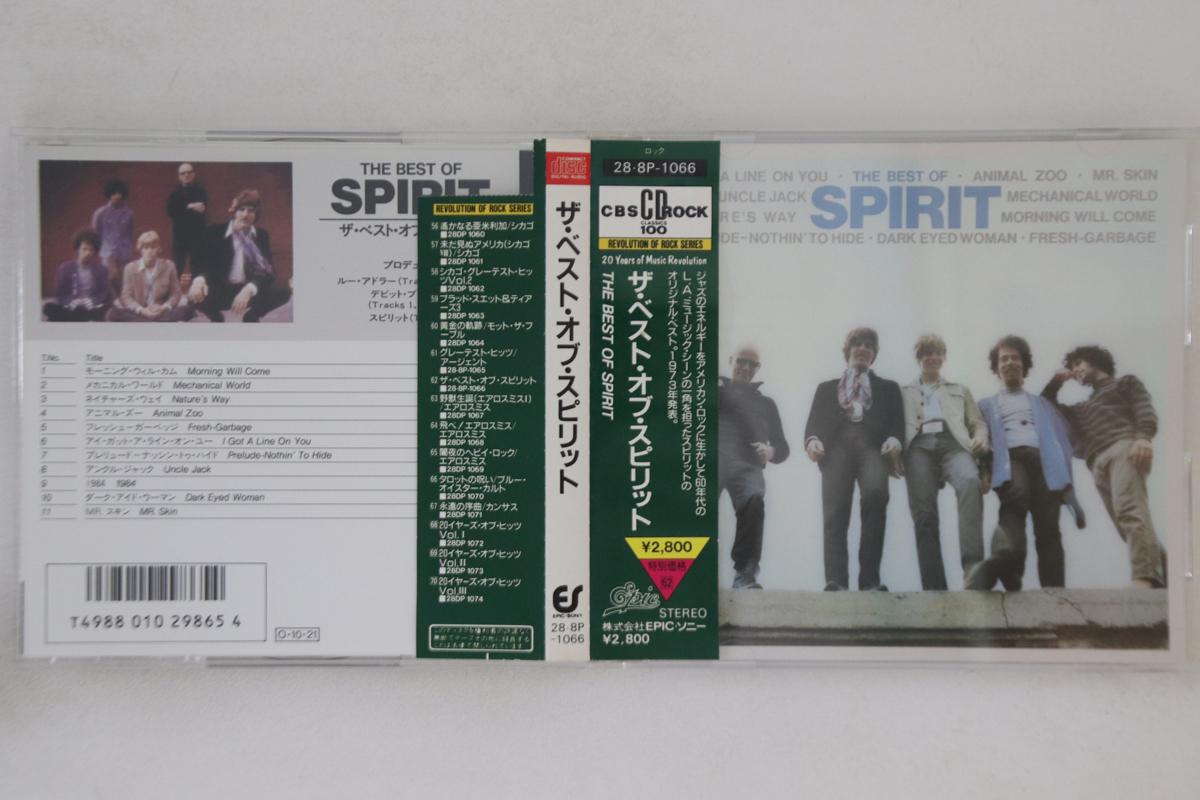 THE BEST OF
SPIRIT
ザ・ベスト・オブ
プロデュ
ルー・アドラー(Tra
デビット・ブ
(Tracks 1,
スピリット(T
T.No. Title
1 モーニング・ウィル・カム Morning Will Come
2 メカニカル・ワールド Mechanical World
3 ネイチャーズ・ウェイ Nature's Way
4 アニマル・ズー Animal Zoo
5 フレッシュ・ガーベッジ Fresh-Garbage
6 アイ・ガット・ア・ライン・オン・ユー I Got A Line On You
7 プレリュード・ナッシン・トゥ・ハイド Prelude-Nothin' To Hide
8 アンクル・ジャック Uncle Jack
9 1984 1984
10 ダーク・アイド・ウーマン Dark Eyed Woman
11 MR. スキン MR. Skin
T4988 010 29865 4
O-10-21
REVOLUTION OF ROCK SERIES
56 遙かなる亜米利加/シカゴ
■28DP 1060
57 未だ見ぬアメリカ(シカゴ
VIII)/シカゴ
■28DP 1061
58 シカゴ・グレーテスト・ヒッ
ツVol.2
■28DP 1062
59 ブラッド・スエット&ティア
ーズ3
■28DP 1063
60 黄金の軌跡/モット・ザ・フ
ープル
■28DP 1064
61 グレーテスト・ヒッツ/
アージェント
■28-8P-1065
62 ザ・ベスト・オブ・スピリット
■28-8P-1066
63 野獣生誕(エアロスミスI)
/エアロスミス
■28DP 1067
64 飛べ!エアロスミス/
エアロスミス
■28DP 1068
65 闇夜のヘビィ・ロック/
エアロスミス
■28DP 1069
66 タロットの呪い/ブルー・
オイスター・カルト
■28DP 1070
67 永遠の序曲/カンサス
■28DP 1071
68 20イヤーズ・オブ・ヒッツ
Vol. I
■28DP 1072
69 20イヤーズ・オブ・ヒッツ
Vol. II
■28DP 1073
70 20イヤーズ・オブ・ヒッツ
Vol. III
■28DP 1074
COMPACT
disc
DIGITAL AUDIO
ザ・ベスト・オブ・スピリット
ES
EPIC/SONY
28-8P
-1066
ロック
28・8P-1066
CBS CD ROCK
CLASSICS
100
REVOLUTION OF ROCK SERIES
20 Years of Music Revolution
ジャズのエネルギーをアメリカン・ロックに生かして60年代の
L.A.ミュージック・シーンの一角を担ったスピリットの
オリジナル・ベスト。1973年発表。
ザ・ベスト・オブ・スピリット
THE BEST OF SPIRIT
¥2,800
特別価格
62
Epic
STEREO
株式会社EPIC・ソニー
¥2,800
A LINE ON YOU · THE BEST OF · ANIMAL ZOO · MR. SKIN
UNCLE JACK SPIRIT MECHANICAL WORLD
RE'S WAY MORNING WILL COME
DE-NOTHIN' TO HIDE · DARK EYED WOMAN · FRESH-GARBAGE